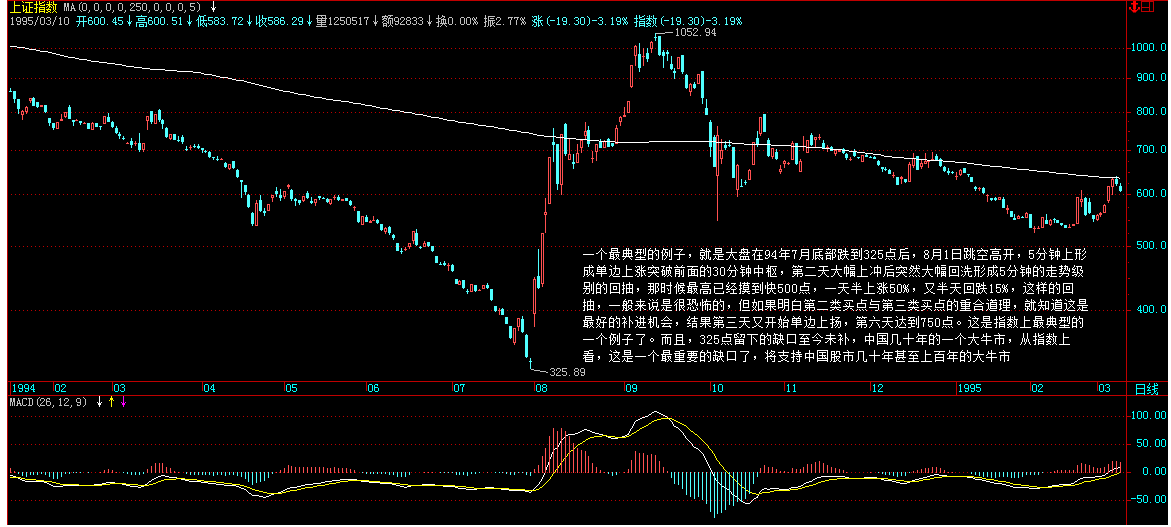 上证指数 MA(0,0,0,0,250,0,0,0,5) ↓
1995/03/10 开600.45↓高600.51↓低583.72↓收586.29↓量1250517↓额92833↓换0.00% 振2.77% 涨(-19.30)-3.19% 指数(-19.30)-3.19%
1052.94
1000.0
900.0
800.0
700.0
600.0
500.0
400.0
一个最典型的例子，就是大盘在94年7月底部跌到325点后，8月1日跳空高开，5分钟上形
成单边上涨突破前面的30分钟中枢，第二天大幅上冲后突然大幅回洗形成5分钟的走势级
别的回抽，那时候最高已经摸到快500点，一天半上涨50%，又半天回跌15%，这样的回
抽，一般来说是很恐怖的，但如果明白第二类买点与第三类买点的重合道理，就知道这是
最好的补进机会，结果第三天又开始单边上扬，第六天达到750点。这是指数上最典型的
一个例子了。而且，325点留下的缺口至今未补，中国几十年的一个大牛市，从指数上
看，这是一个最重要的缺口了，将支持中国股市几十年甚至上百年的大牛市
325.89
1994 02 03 04 05 06 07 08 09 10 11 12 1995 02 03 日线
MACD(26,12,9) ↓ ↑ ↓
100.00
50.00
0.00
-50.00